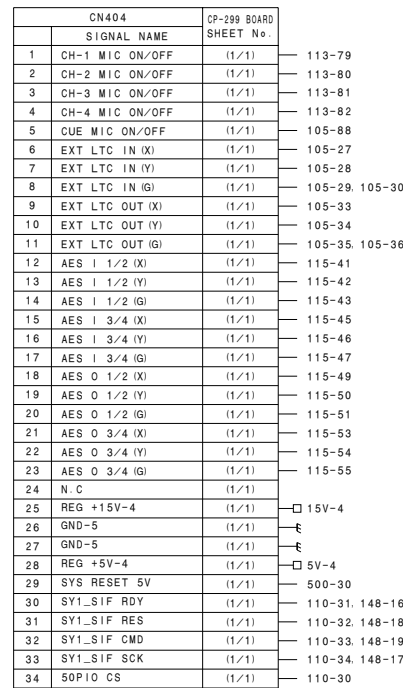 CN404 CP-299 BOARD
SIGNAL NAME SHEET No.
1 CH-1 MIC ON/OFF (1/1) 113-79
2 CH-2 MIC ON/OFF (1/1) 113-80
3 CH-3 MIC ON/OFF (1/1) 113-81
4 CH-4 MIC ON/OFF (1/1) 113-82
5 CUE MIC ON/OFF (1/1) 105-88
6 EXT LTC IN (X) (1/1) 105-27
7 EXT LTC IN (Y) (1/1) 105-28
8 EXT LTC IN (G) (1/1) 105-29, 105-30
9 EXT LTC OUT (X) (1/1) 105-33
10 EXT LTC OUT (Y) (1/1) 105-34
11 EXT LTC OUT (G) (1/1) 105-35, 105-36
12 AES I 1/2 (X) (1/1) 115-41
13 AES I 1/2 (Y) (1/1) 115-42
14 AES I 1/2 (G) (1/1) 115-43
15 AES I 3/4 (X) (1/1) 115-45
16 AES I 3/4 (Y) (1/1) 115-46
17 AES I 3/4 (G) (1/1) 115-47
18 AES O 1/2 (X) (1/1) 115-49
19 AES O 1/2 (Y) (1/1) 115-50
20 AES O 1/2 (G) (1/1) 115-51
21 AES O 3/4 (X) (1/1) 115-53
22 AES O 3/4 (Y) (1/1) 115-54
23 AES O 3/4 (G) (1/1) 115-55
24 N.C (1/1)
25 REG +15V-4 (1/1) 15V-4
26 GND-5 (1/1)
27 GND-5 (1/1)
28 REG +5V-4 (1/1) 5V-4
29 SYS RESET 5V (1/1) 500-30
30 SY1_SIF RDY (1/1) 110-31, 148-16
31 SY1_SIF RES (1/1) 110-32, 148-18
32 SY1_SIF CMD (1/1) 110-33, 148-19
33 SY1_SIF SCK (1/1) 110-34, 148-17
34 50PIO CS (1/1) 110-30